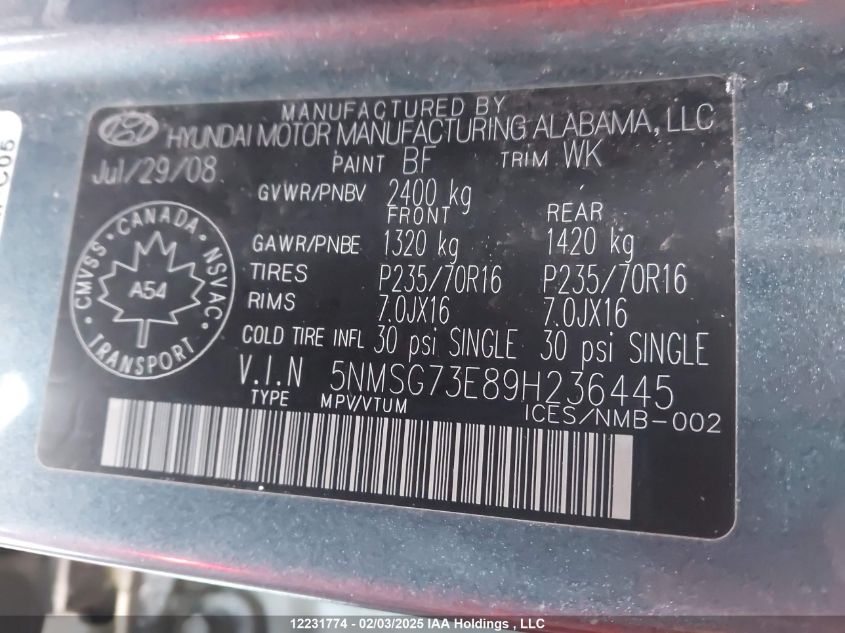 MANUFACTURED BY
HYUNDAI MOTOR MANUFACTURING ALABAMA, LLC
Jul/29/08 PAINT BF TRIM WK
GVWR/PNBV 2400 kg
FRONT REAR
GAWR/PNBE 1320 kg 1420 kg
TIRES P235/70R16 P235/70R16
RIMS 7.0JX16 7.0JX16
COLD TIRE INFL 30 psi SINGLE 30 psi SINGLE
V.I.N 5NMSG73E89H236445
TYPE MPV/VTUM ICES/NMB-002
CMVSS · CANADA · NSVAC · TRANSPORT ·
A54
C05
12231774 - 02/03/2025 IAA Holdings , LLC